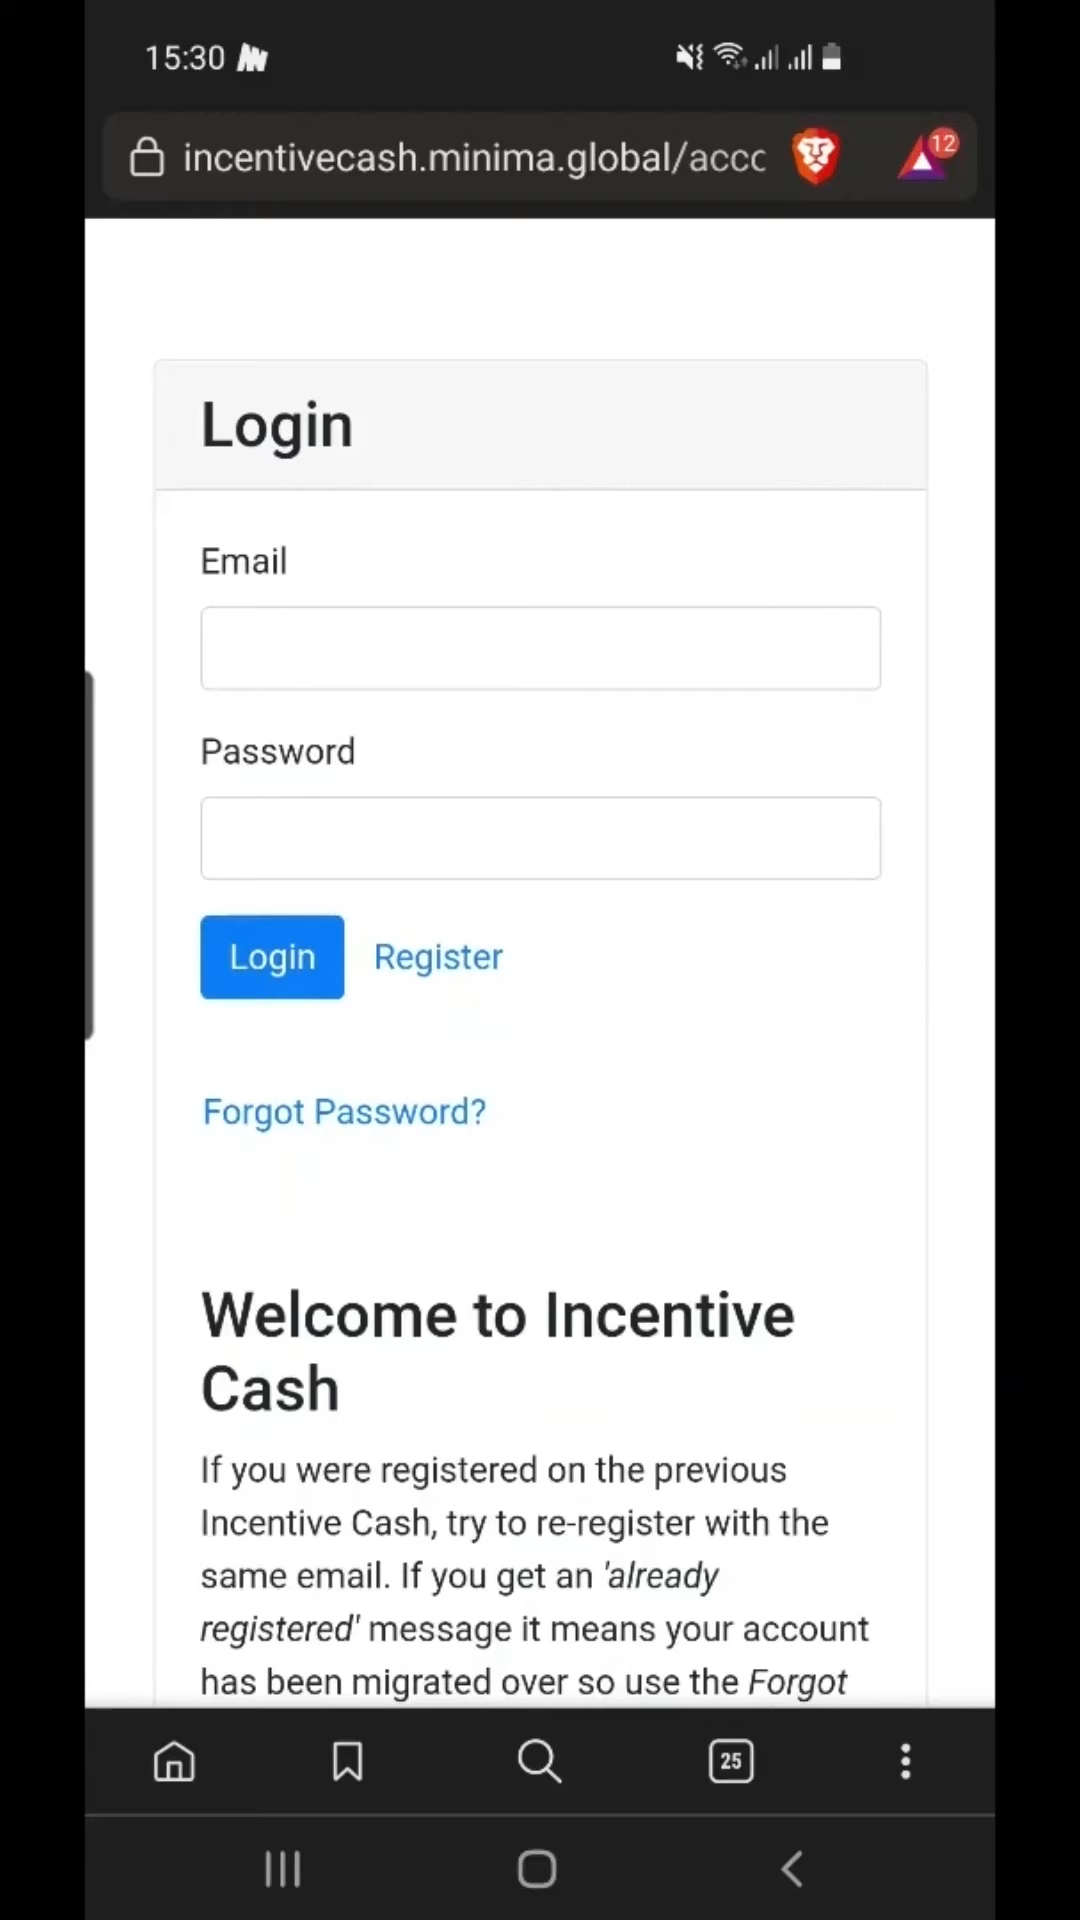 15:30
incentivecash.minima.global/accc
12
Login
Email
Password
Login Register
Forgot Password?
Welcome to Incentive
Cash
If you were registered on the previous
Incentive Cash, try to re-register with the
same email. If you get an 'already
registered' message it means your account
has been migrated over so use the Forgot
25